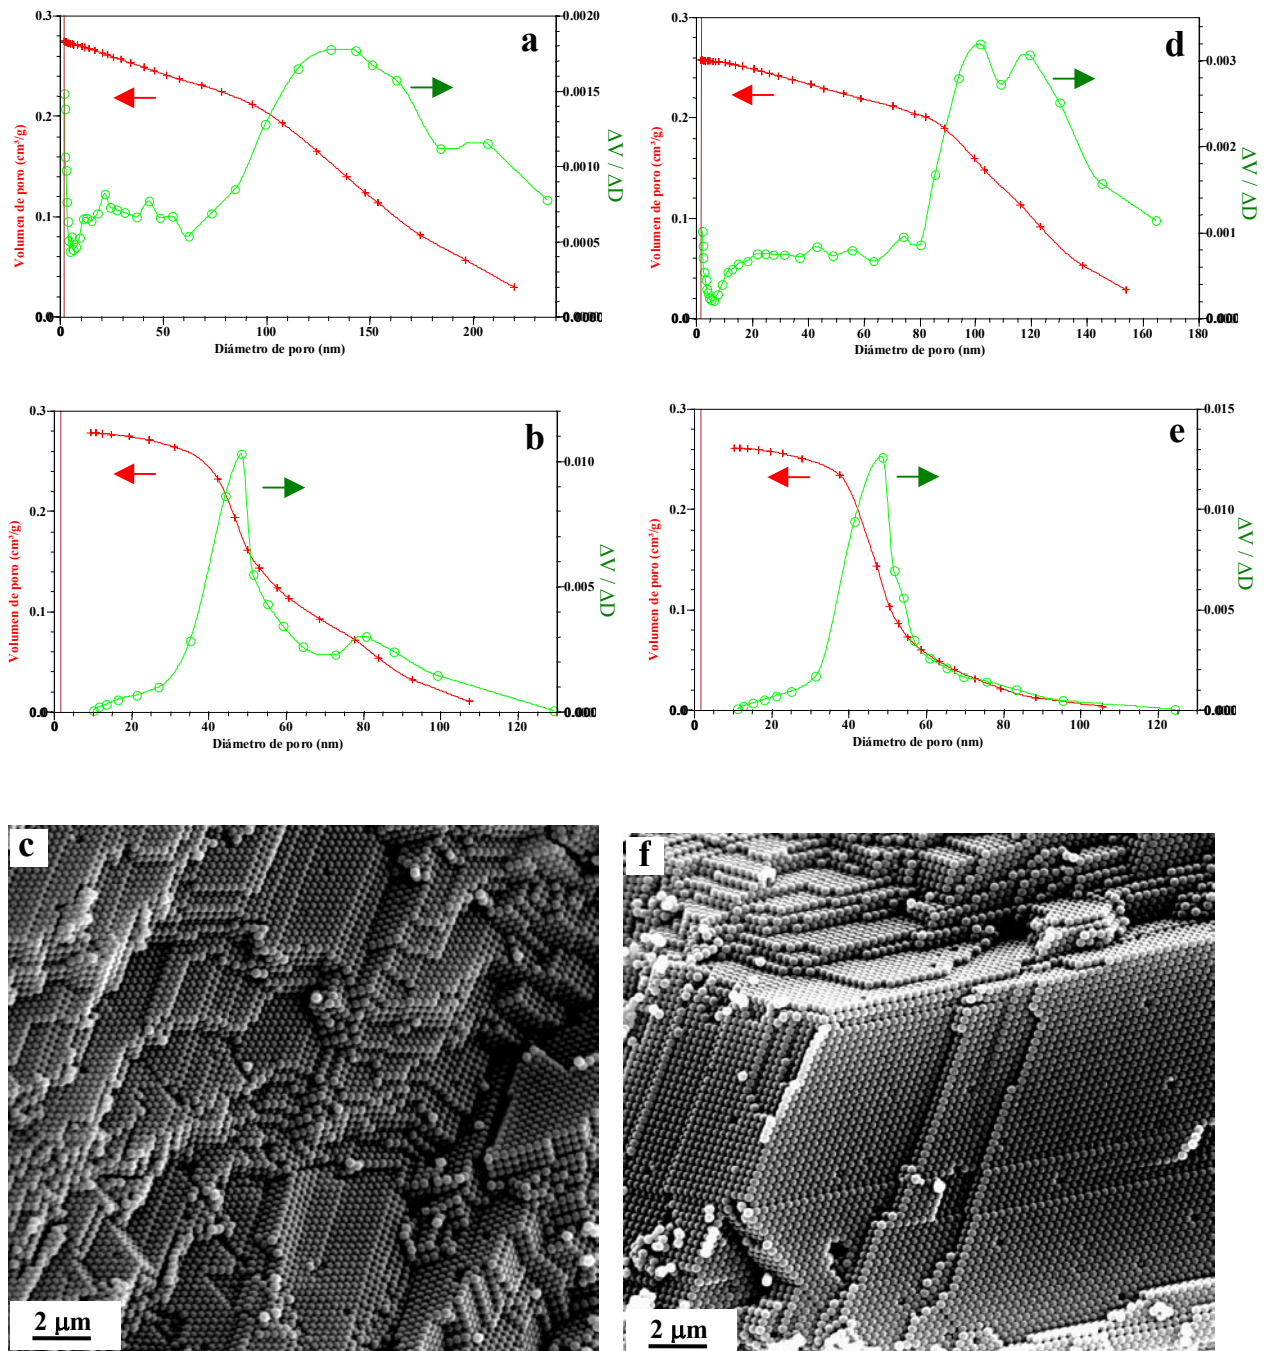 a
0.3
0.2
0.1
0.0
Volumen de poro (cm³/g)
0.0020
0.0015
0.0010
0.0005
0.0000
ΔV / ΔD
0 50 100 150 200
Diámetro de poro (nm)
d
0.3
0.2
0.1
0.0
Volumen de poro (cm³/g)
0.003
0.002
0.001
0.000
ΔV / ΔD
0 20 40 60 80 100 120 140 160 180
Diámetro de poro (nm)
b
0.3
0.2
0.1
0.0
Volumen de poro (cm³/g)
0.010
0.005
0.000
ΔV / ΔD
0 20 40 60 80 100 120
Diámetro de poro (nm)
e
0.3
0.2
0.1
0.0
Volumen de poro (cm³/g)
0.015
0.010
0.005
0.000
ΔV / ΔD
0 20 40 60 80 100 120
Diámetro de poro (nm)
c
2 μm
f
2 μm